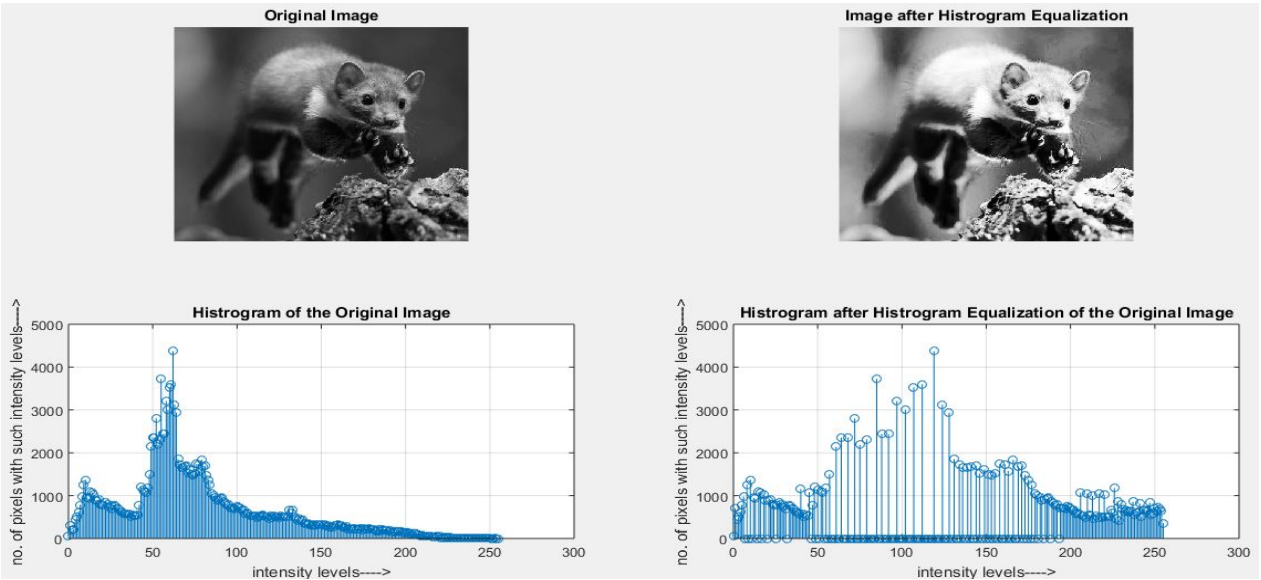 Original Image
Image after Histrogram Equalization
Histrogram of the Original Image
no. of pixels with such intensity levels---->
5000
4000
3000
2000
1000
0
0 50 100 150 200 250 300
intensity levels---->
Histrogram after Histrogram Equalization of the Original Image
no. of pixels with such intensity levels---->
5000
4000
3000
2000
1000
0
0 50 100 150 200 250 300
intensity levels---->